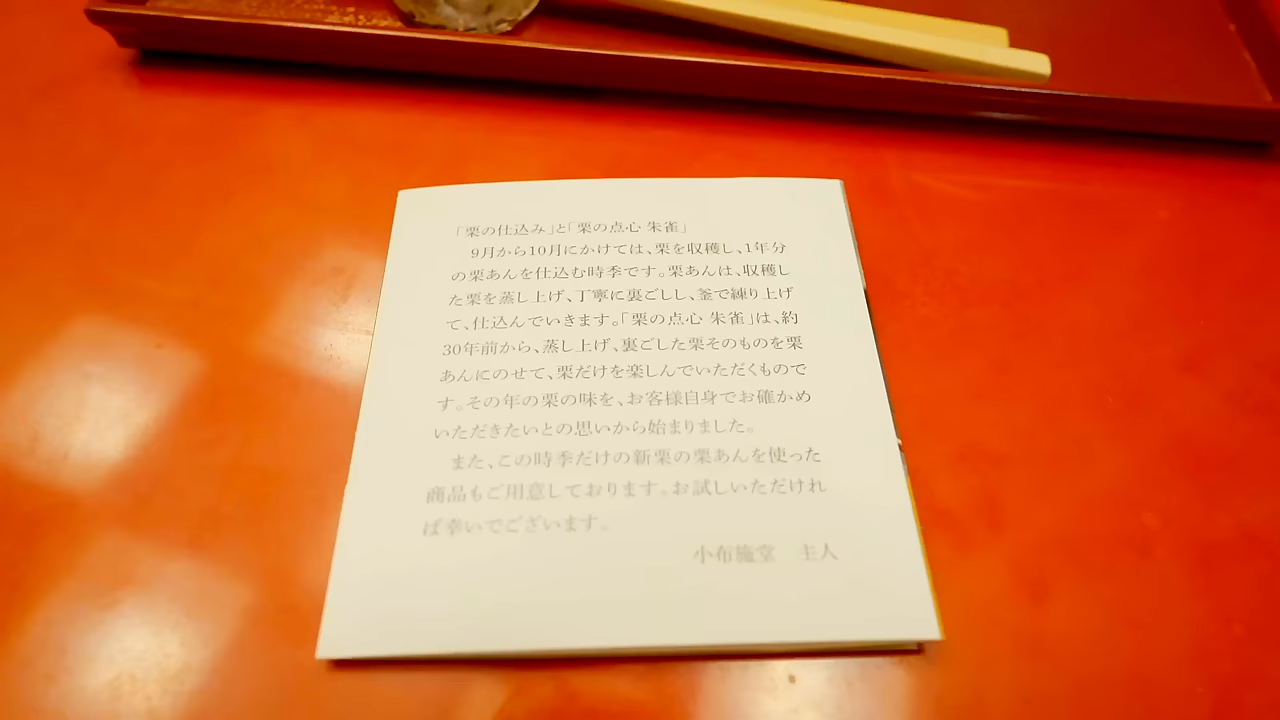 「栗の仕込み」と「栗の点心 朱雀」
9月から10月にかけては、栗を収穫し、1年分
の栗あんを仕込む時季です。栗あんは、収穫し
た栗を蒸し上げ、丁寧に裏ごしし、釜で練り上げ
て、仕込んでいきます。「栗の点心 朱雀」は、約
30年前から、蒸し上げ、裏ごした栗そのものを栗
あんにのせて、栗だけを楽しんでいただくもので
す。その年の栗の味を、お客様自身でお確かめ
いただきたいとの思いから始まりました。
また、この時季だけの新栗の栗あんを使った
商品もご用意しております。お試しいただけれ
ば幸いでございます。
小布施堂 主人